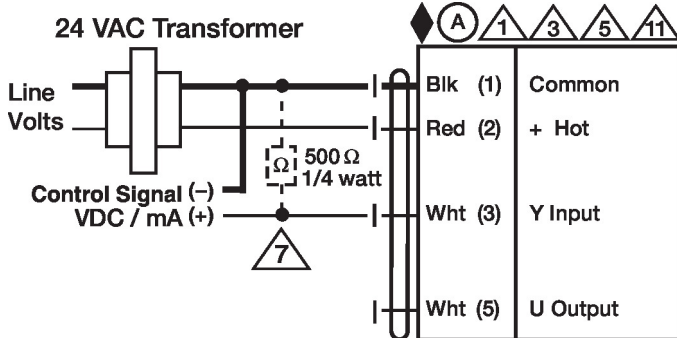 24 VAC Transformer
A 1 3 5 11
Line
Volts
Blk (1) Common
Red (2) + Hot
Ω 500 Ω
1/4 watt
Control Signal (–)
VDC / mA (+)
Wht (3) Y Input
7
Wht (5) U Output